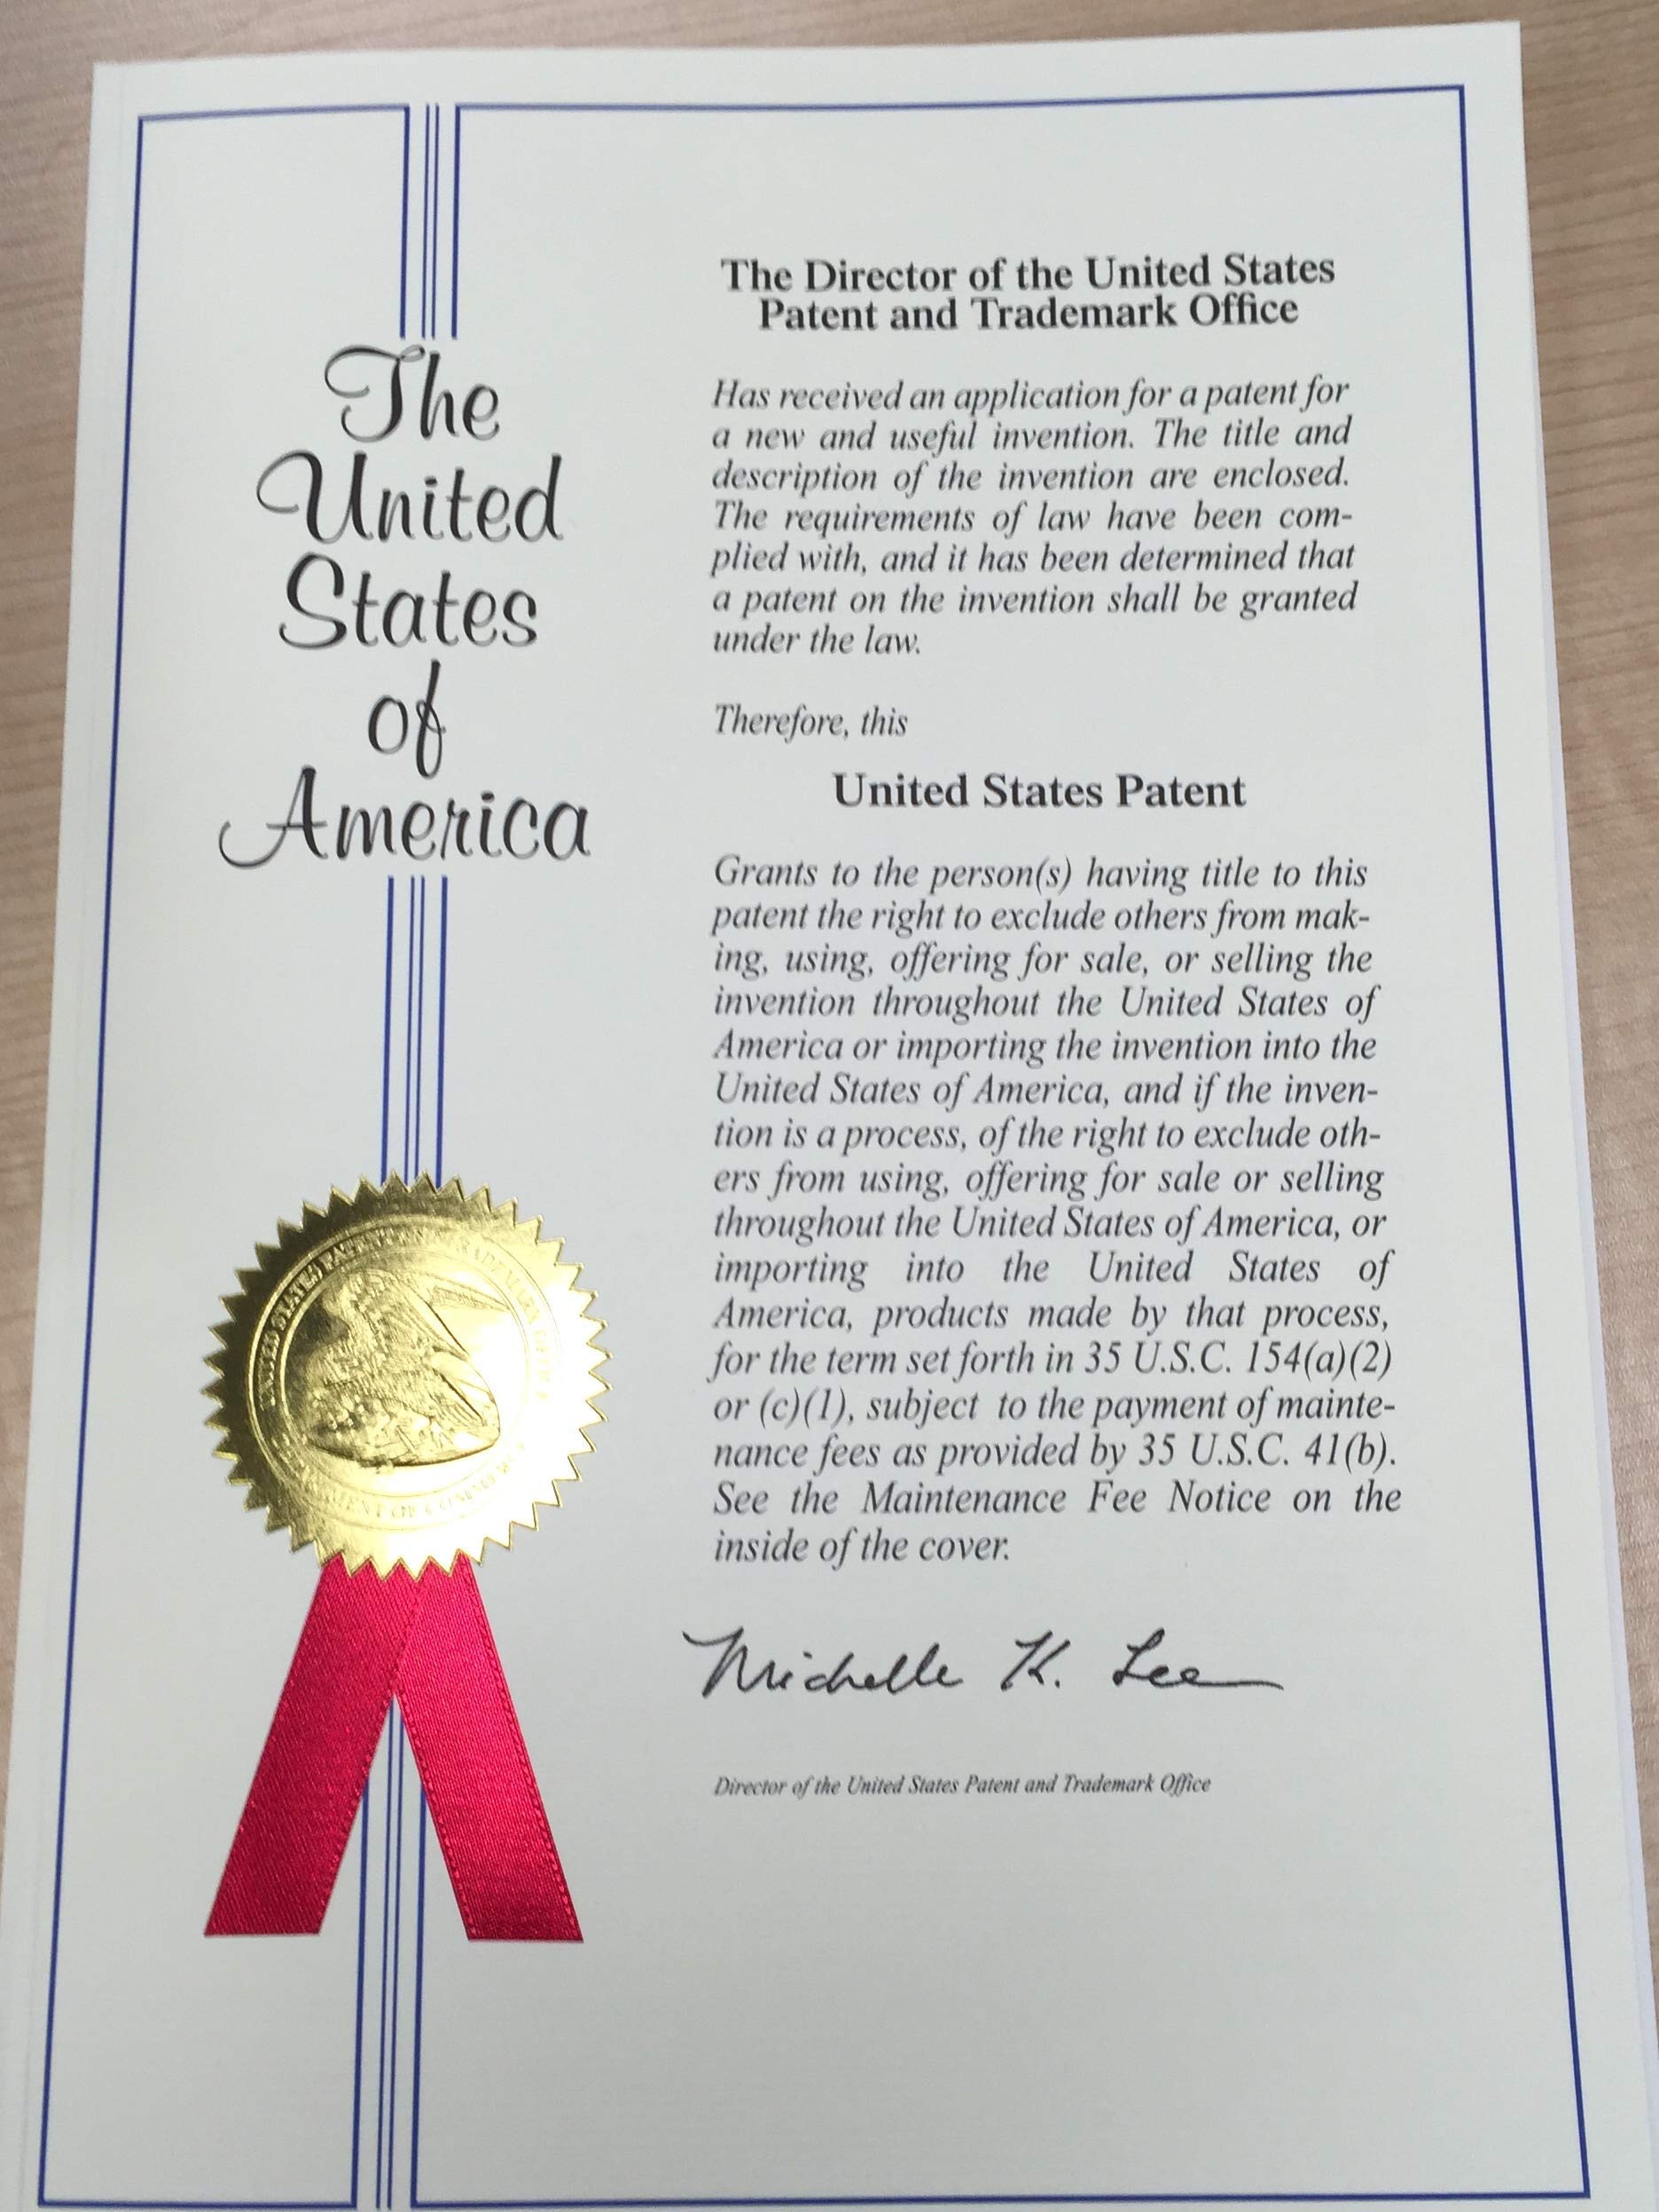 The
United
States
of
America
The Director of the United States
Patent and Trademark Office
Has received an application for a patent for
a new and useful invention. The title and
description of the invention are enclosed.
The requirements of law have been com-
plied with, and it has been determined that
a patent on the invention shall be granted
under the law.
Therefore, this
United States Patent
Grants to the person(s) having title to this
patent the right to exclude others from mak-
ing, using, offering for sale, or selling the
invention throughout the United States of
America or importing the invention into the
United States of America, and if the inven-
tion is a process, of the right to exclude oth-
ers from using, offering for sale or selling
throughout the United States of America, or
importing into the United States of
America, products made by that process,
for the term set forth in 35 U.S.C. 154(a)(2)
or (c)(1), subject to the payment of mainte-
nance fees as provided by 35 U.S.C. 41(b).
See the Maintenance Fee Notice on the
inside of the cover.
Michelle K. Lee
Director of the United States Patent and Trademark Office
UNITED STATES PATENT AND TRADEMARK OFFICE
OF COMMERCE